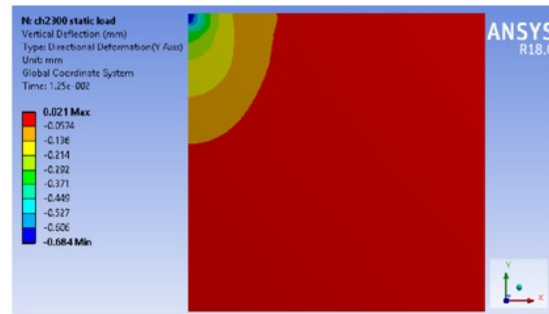 N: ch2300 static load
Vertical Deflection (mm)
Type: Directional Deformation(Y Axis)
Unit: mm
Global Coordinate System
Time: 1.25e-002
0.021 Max
-0.0574
-0.136
-0.214
-0.292
-0.371
-0.449
-0.527
-0.606
-0.684 Min
ANSYS
R18.0
Y
X